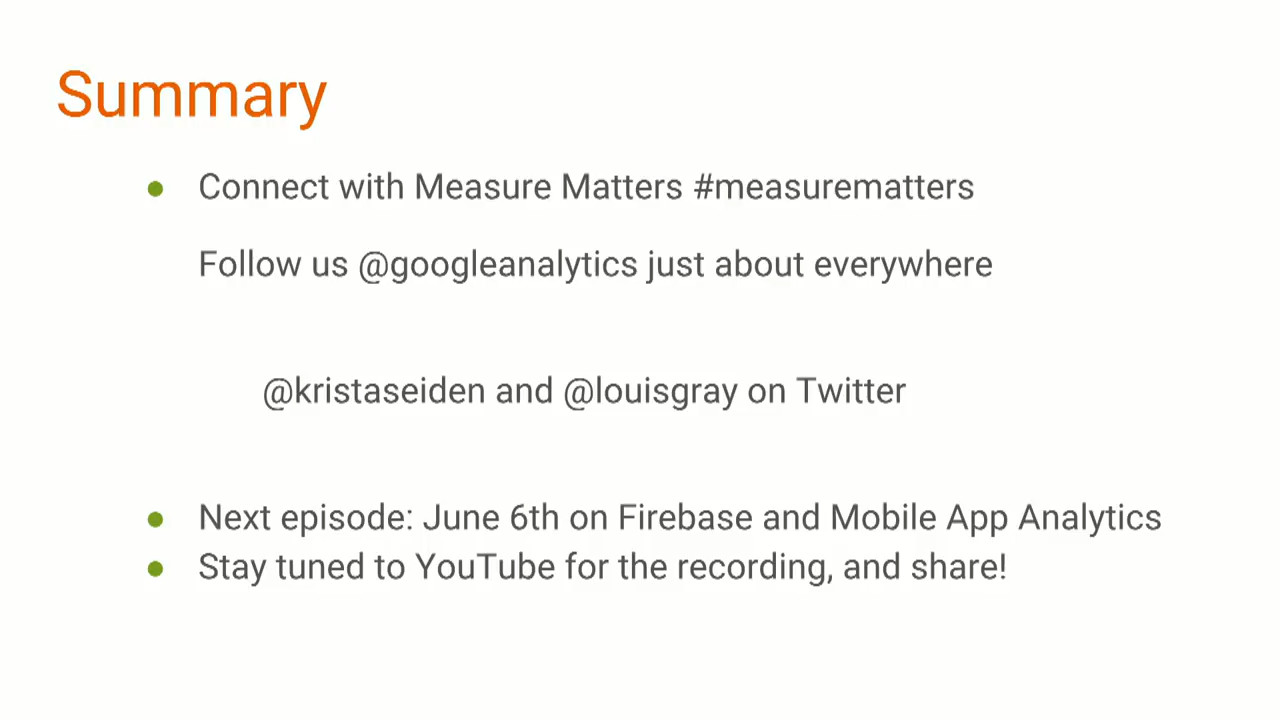 Summary
● Connect with Measure Matters #measurematters
Follow us @googleanalytics just about everywhere
@kristaseiden and @louisgray on Twitter
● Next episode: June 6th on Firebase and Mobile App Analytics
● Stay tuned to YouTube for the recording, and share!